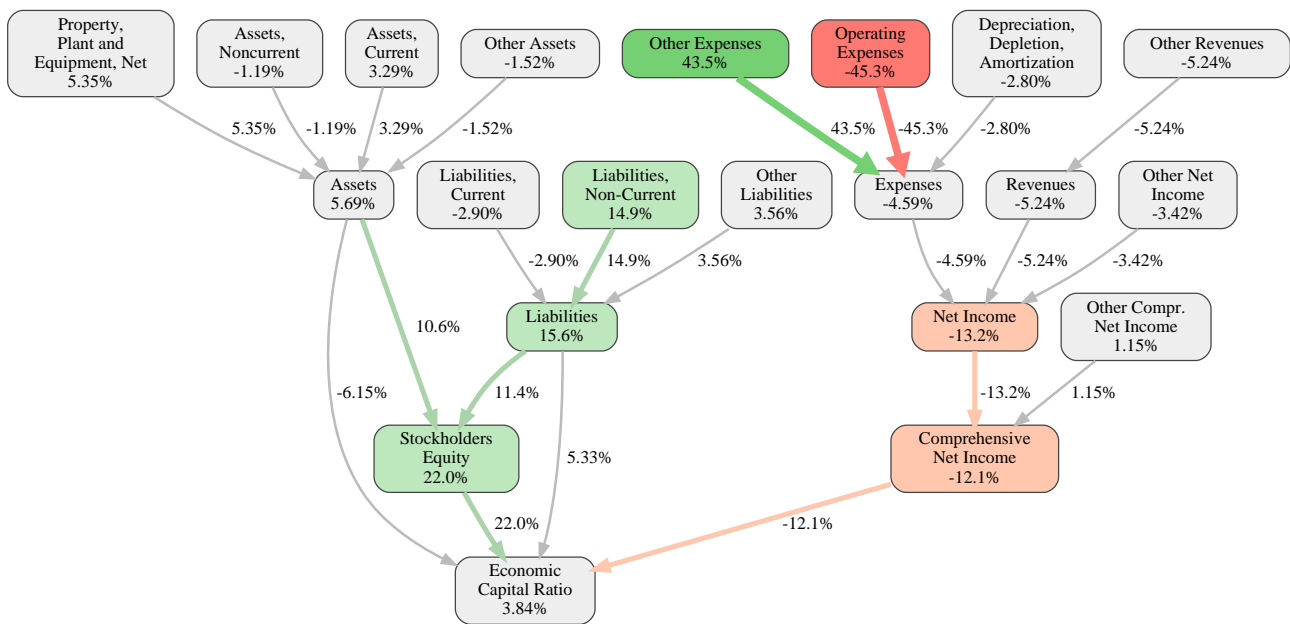 Property,
Plant and
Equipment, Net
5.35%
Assets,
Noncurrent
-1.19%
Assets,
Current
3.29%
Other Assets
-1.52%
Other Expenses
43.5%
Operating
Expenses
-45.3%
Depreciation,
Depletion,
Amortization
-2.80%
Other Revenues
-5.24%
5.35%
-1.19%
3.29%
-1.52%
43.5%
-45.3%
-2.80%
-5.24%
Assets
5.69%
Liabilities,
Current
-2.90%
Liabilities,
Non-Current
14.9%
Other
Liabilities
3.56%
Expenses
-4.59%
Revenues
-5.24%
Other Net
Income
-3.42%
-2.90%
14.9%
3.56%
-4.59%
-5.24%
-3.42%
10.6%
Liabilities
15.6%
Net Income
-13.2%
Other Compr.
Net Income
1.15%
-6.15%
11.4%
-13.2%
1.15%
Stockholders
Equity
22.0%
5.33%
Comprehensive
Net Income
-12.1%
22.0%
-12.1%
Economic
Capital Ratio
3.84%